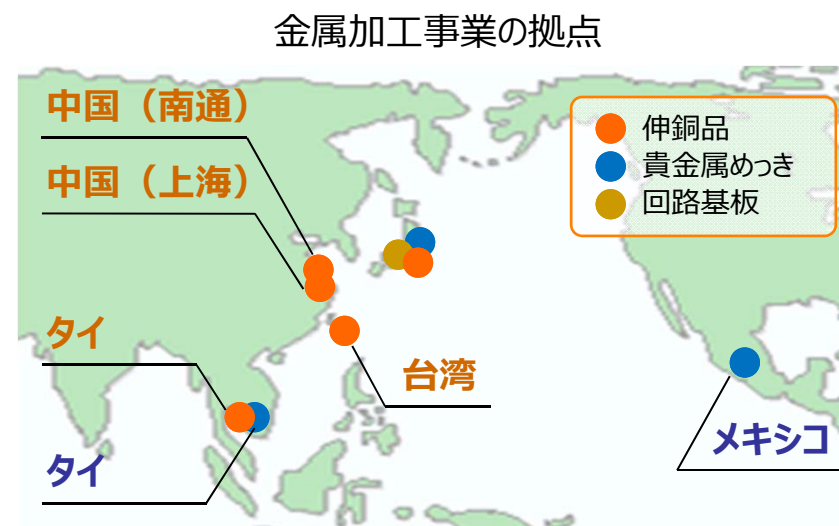 金属加工事業の拠点
中国（南通）
中国（上海）
タイ
タイ
台湾
メキシコ
伸銅品
貴金属めっき
回路基板